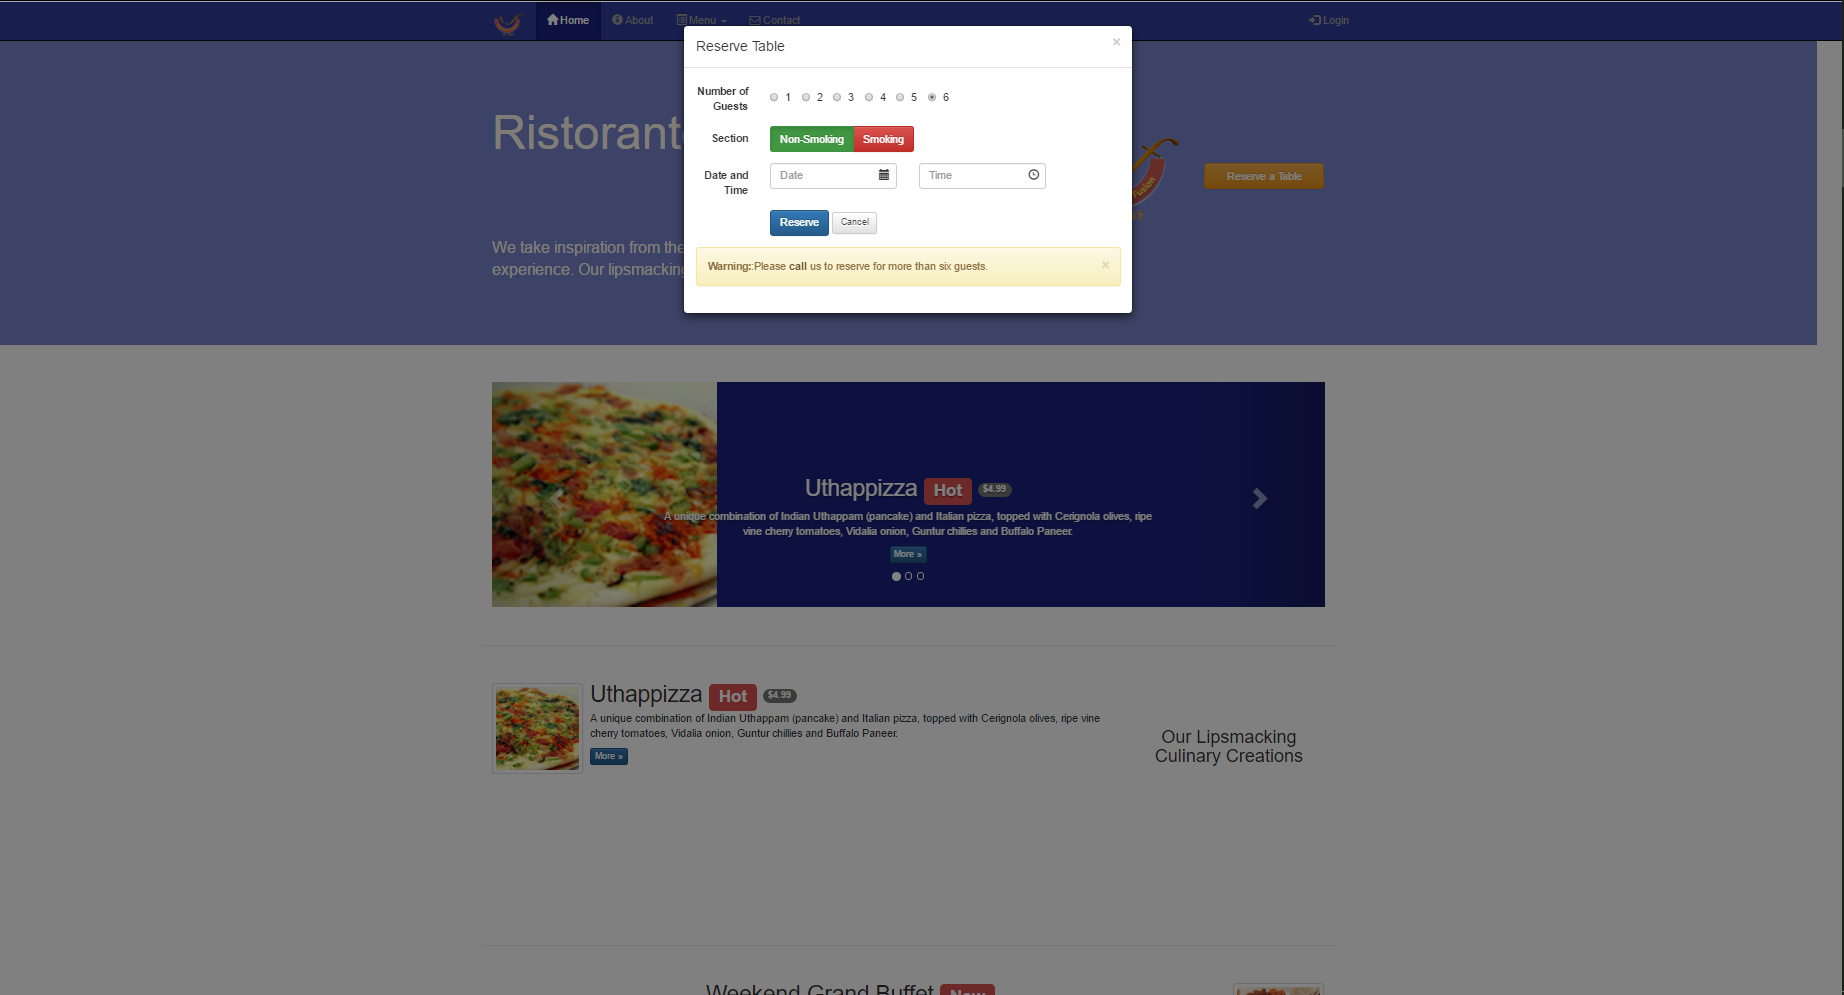 Home About Menu Contact Login
Reserve Table ×
Number of
Guests
1 2 3 4 5 6
Section Non-Smoking Smoking
Date and
Time
Date Time
Reserve Cancel
Warning::Please call us to reserve for more than six guests. ×
Ristorant
Fusion
Reserve a Table
We take inspiration from the
experience. Our lipsmacking
Uthappizza Hot $4.99
A unique combination of Indian Uthappam (pancake) and Italian pizza, topped with Cerignola olives, ripe
vine cherry tomatoes, Vidalia onion, Guntur chillies and Buffalo Paneer.
More »
Uthappizza Hot $4.99
A unique combination of Indian Uthappam (pancake) and Italian pizza, topped with Cerignola olives, ripe vine
cherry tomatoes, Vidalia onion, Guntur chillies and Buffalo Paneer.
More »
Our Lipsmacking
Culinary Creations
Weekend Grand Buffet New